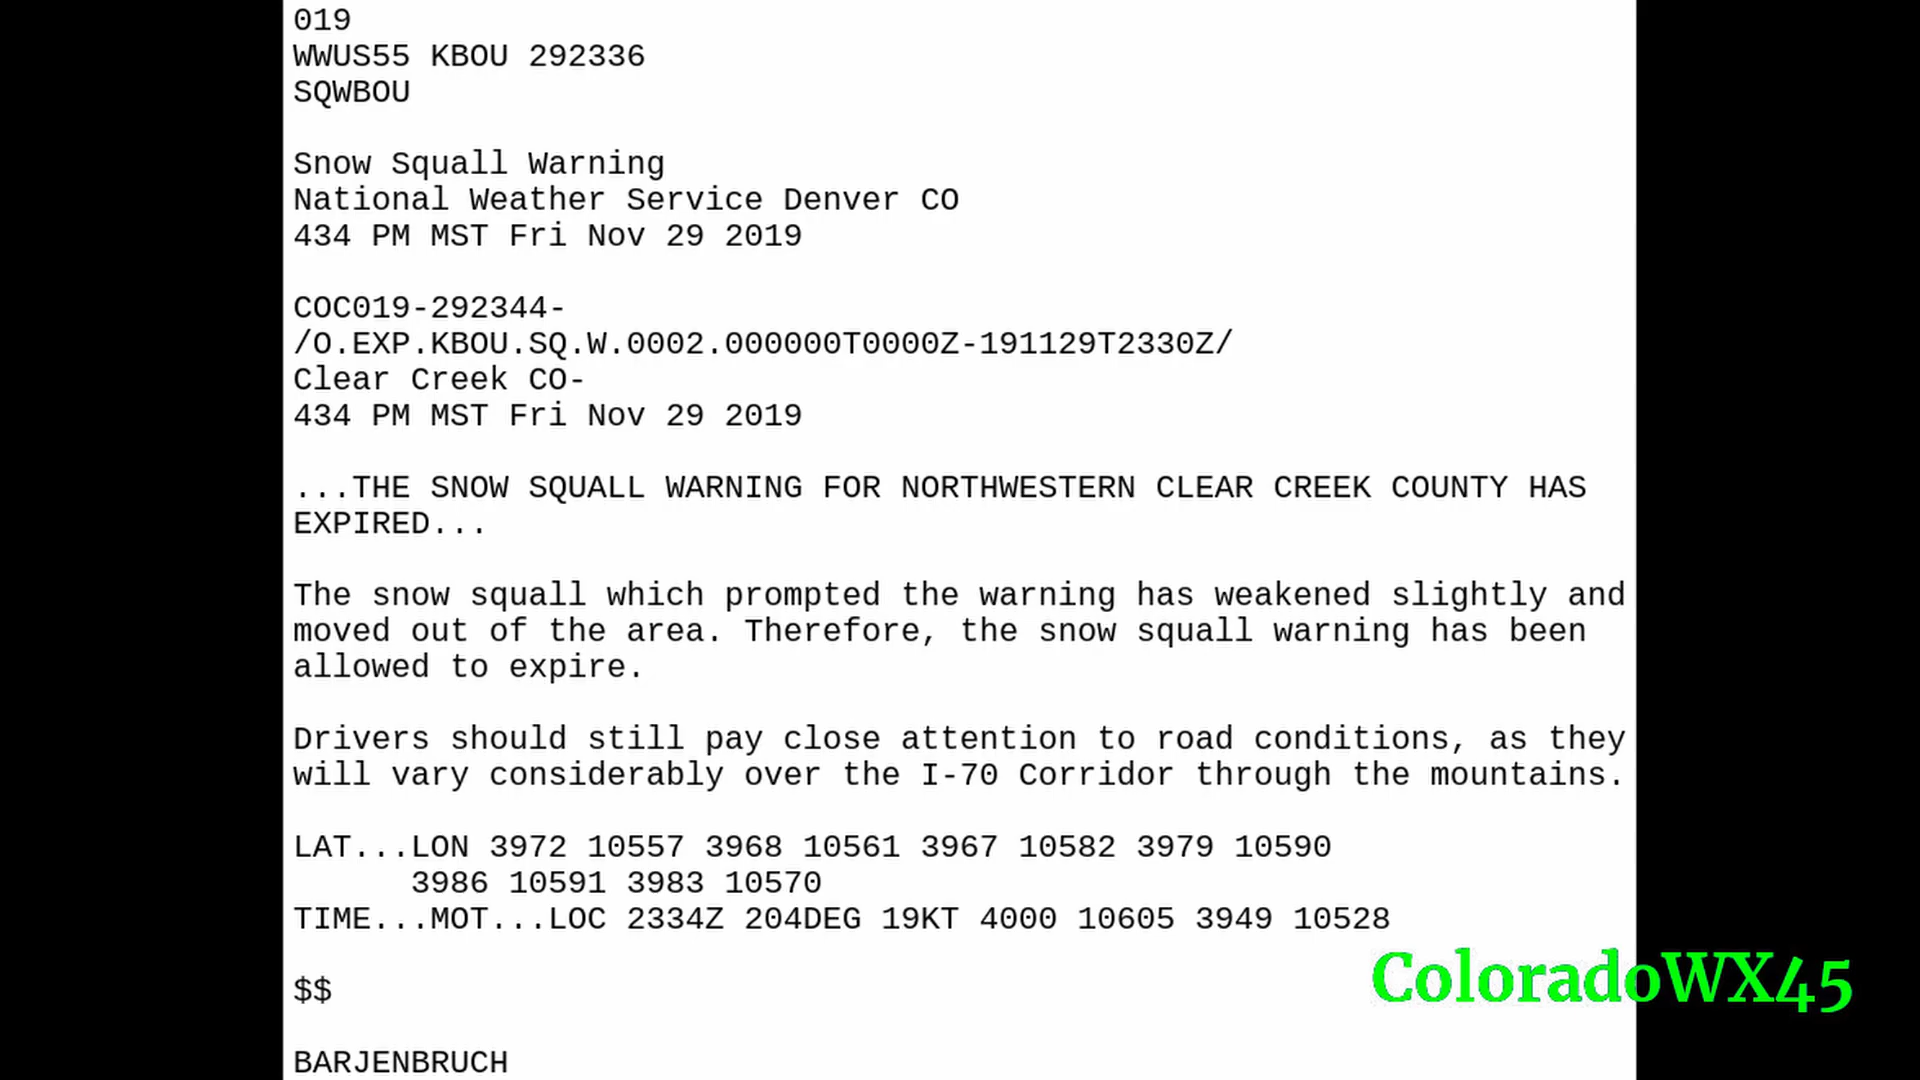 019
WWUS55 KBOU 292336
SQWBOU
Snow Squall Warning
National Weather Service Denver CO
434 PM MST Fri Nov 29 2019
COC019-292344-
/O.EXP.KBOU.SQ.W.0002.000000T0000Z-191129T2330Z/
Clear Creek CO-
434 PM MST Fri Nov 29 2019
...THE SNOW SQUALL WARNING FOR NORTHWESTERN CLEAR CREEK COUNTY HAS
EXPIRED...
The snow squall which prompted the warning has weakened slightly and
moved out of the area. Therefore, the snow squall warning has been
allowed to expire.
Drivers should still pay close attention to road conditions, as they
will vary considerably over the I-70 Corridor through the mountains.
LAT...LON 3972 10557 3968 10561 3967 10582 3979 10590
3986 10591 3983 10570
TIME...MOT...LOC 2334Z 204DEG 19KT 4000 10605 3949 10528
$$
ColoradoWX45
BARJENBRUCH